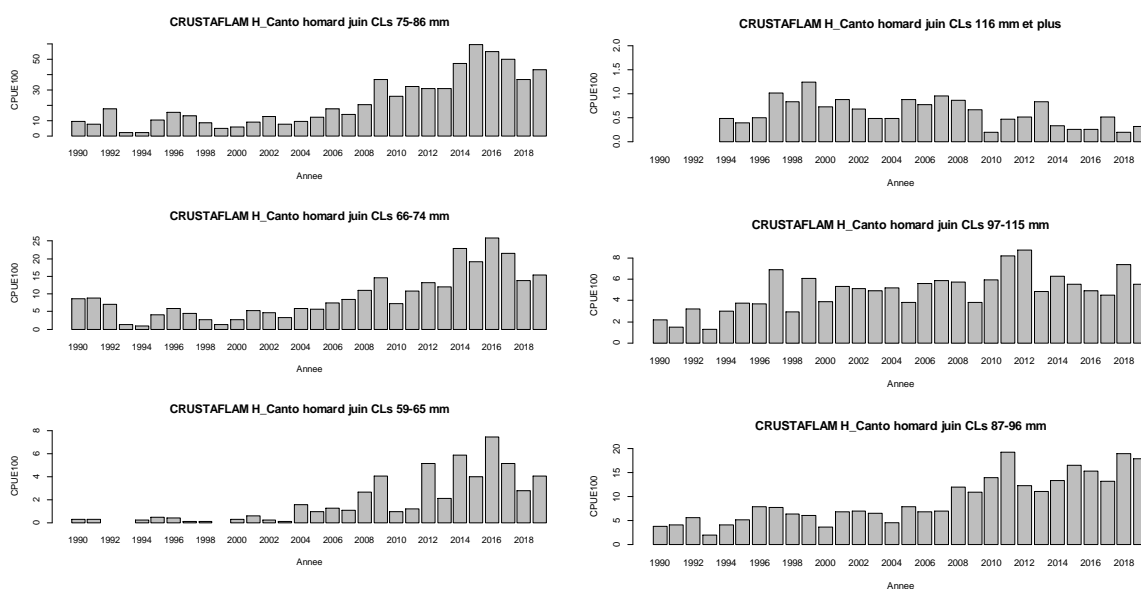 CRUSTAFLAM H_Canto homard juin CLs 75-86 mm
CPUE100
50
30
10
0
1990 1992 1994 1996 1998 2000 2002 2004 2006 2008 2010 2012 2014 2016 2018
Annee
CRUSTAFLAM H_Canto homard juin CLs 66-74 mm
CPUE100
25
20
15
10
5
0
1990 1992 1994 1996 1998 2000 2002 2004 2006 2008 2010 2012 2014 2016 2018
Annee
CRUSTAFLAM H_Canto homard juin CLs 59-65 mm
CPUE100
8
6
4
2
0
1990 1992 1994 1996 1998 2000 2002 2004 2006 2008 2010 2012 2014 2016 2018
Annee
CRUSTAFLAM H_Canto homard juin CLs 116 mm et plus
CPUE100
2.0
1.5
1.0
0.5
0.0
1990 1992 1994 1996 1998 2000 2002 2004 2006 2008 2010 2012 2014 2016 2018
Annee
CRUSTAFLAM H_Canto homard juin CLs 97-115 mm
CPUE100
8
6
4
2
0
1990 1992 1994 1996 1998 2000 2002 2004 2006 2008 2010 2012 2014 2016 2018
Annee
CRUSTAFLAM H_Canto homard juin CLs 87-96 mm
CPUE100
20
15
10
5
0
1990 1992 1994 1996 1998 2000 2002 2004 2006 2008 2010 2012 2014 2016 2018
Annee